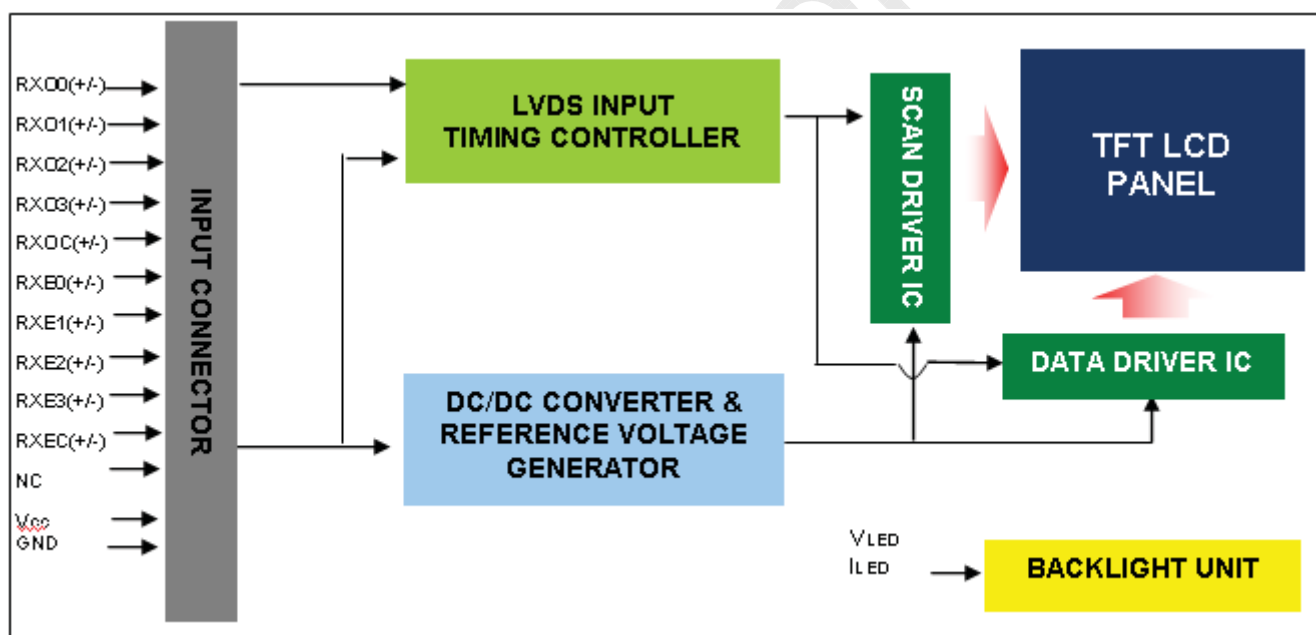 RXO0(+/-)
RXO1(+/-)
RXO2(+/-)
RXO3(+/-)
RXOC(+/-)
RXE0(+/-)
RXE1(+/-)
RXE2(+/-)
RXE3(+/-)
RXEC(+/-)
NC
Vcc
GND
INPUT CONNECTOR
LVDS INPUT
TIMING CONTROLLER
DC/DC CONVERTER &
REFERENCE VOLTAGE
GENERATOR
SCAN DRIVER IC
TFT LCD
PANEL
DATA DRIVER IC
VLED
ILED
BACKLIGHT UNIT